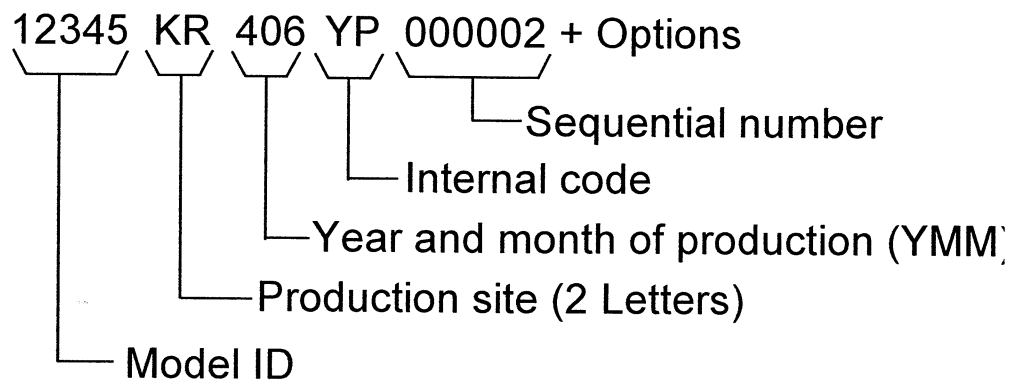 12345 KR 406 YP 000002 + Options
Sequential number
Internal code
Year and month of production (YMM)
Production site (2 Letters)
Model ID